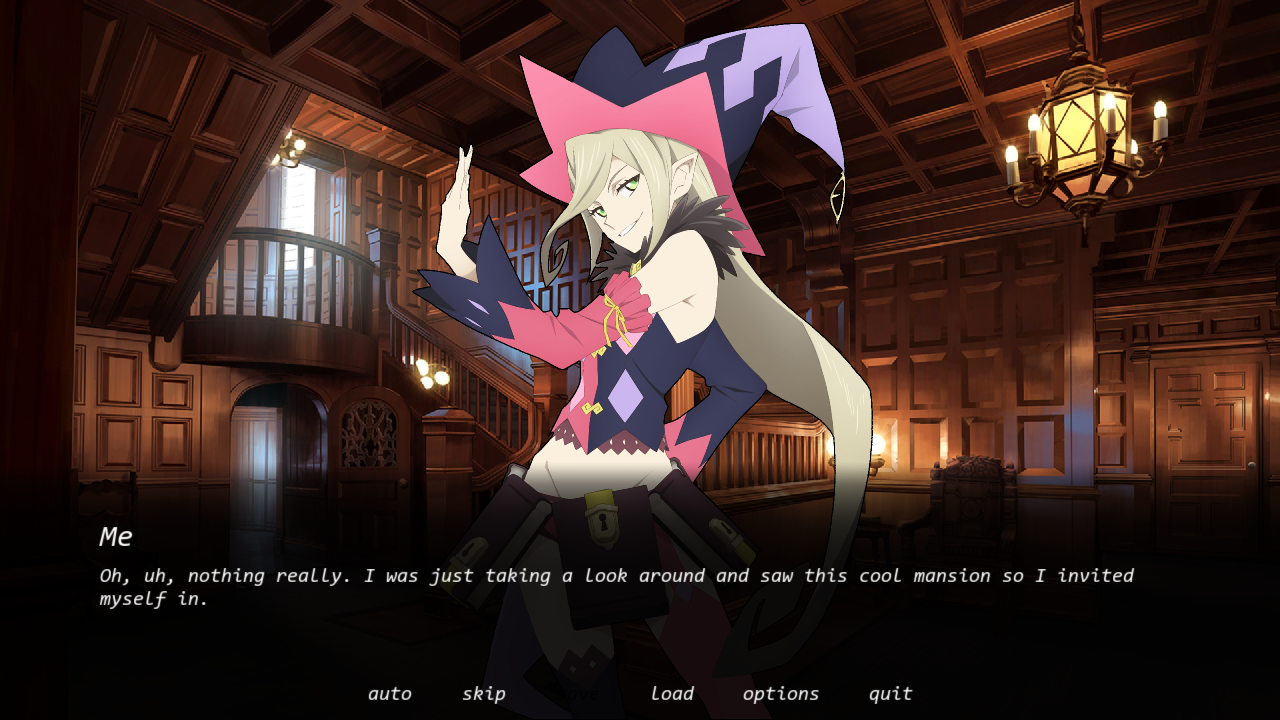 Me
Oh, uh, nothing really. I was just taking a look around and saw this cool mansion so I invited
myself in.
auto skip save load options quit